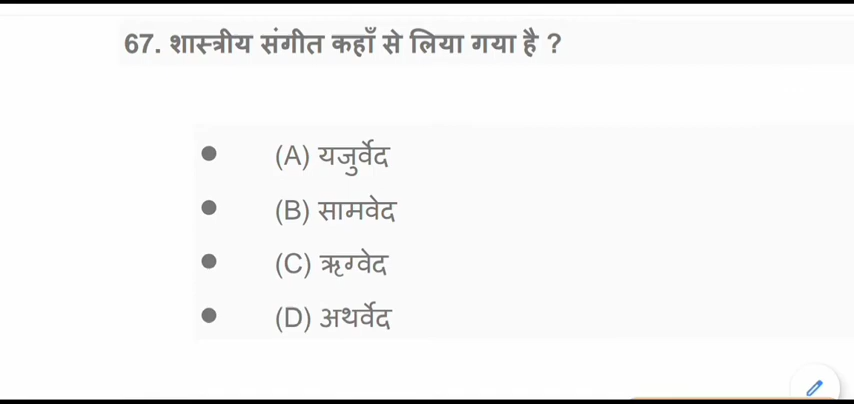 67. शास्त्रीय संगीत कहाँ से लिया गया है ?
(A) यजुर्वेद
(B) सामवेद
(C) ऋग्वेद
(D) अथर्वेद